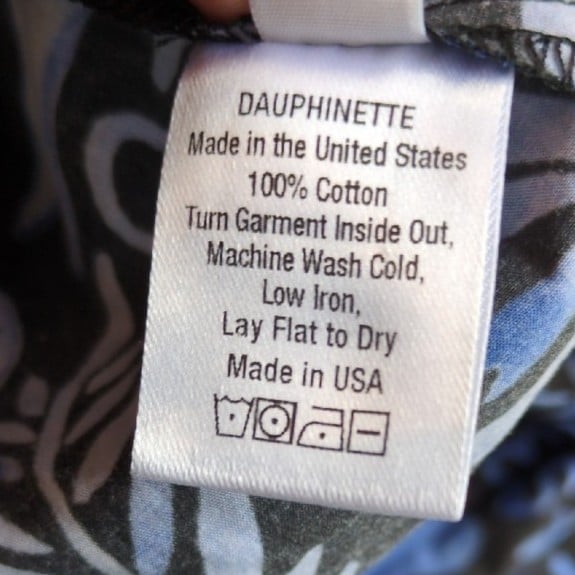 DAUPHINETTE
Made in the United States
100% Cotton
Turn Garment Inside Out,
Machine Wash Cold,
Low Iron,
Lay Flat to Dry
Made in USA